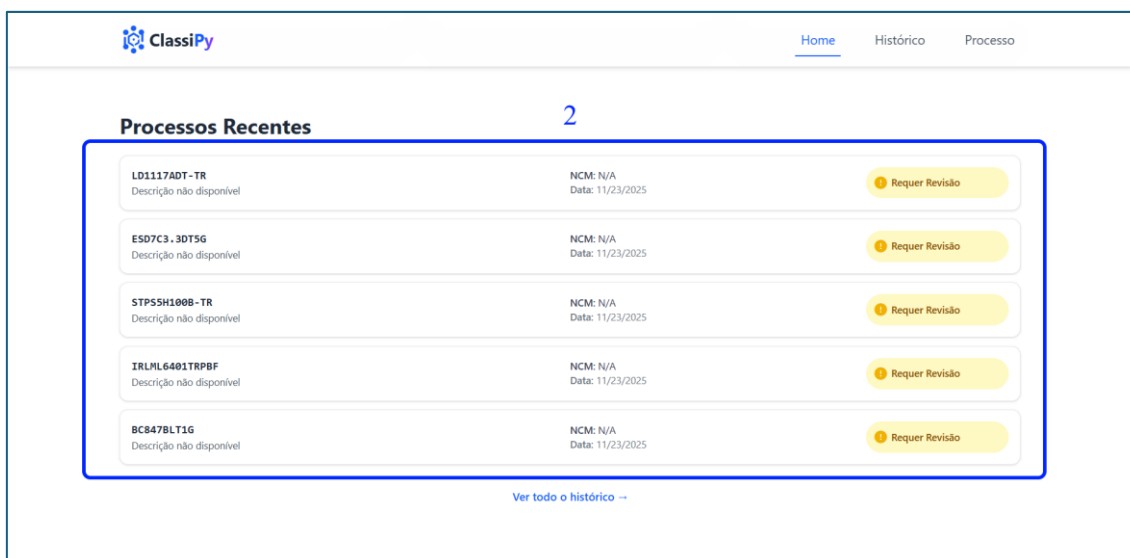 ClassiPy
Home Histórico Processo
2
Processos Recentes
LD1117ADT-TR
Descrição não disponível
NCM: N/A
Data: 11/23/2025
Requer Revisão
ESD7C3.3DT5G
Descrição não disponível
NCM: N/A
Data: 11/23/2025
Requer Revisão
STPS5H100B-TR
Descrição não disponível
NCM: N/A
Data: 11/23/2025
Requer Revisão
IRLML6401TRPBF
Descrição não disponível
NCM: N/A
Data: 11/23/2025
Requer Revisão
BC847BLT1G
Descrição não disponível
NCM: N/A
Data: 11/23/2025
Requer Revisão
Ver todo o histórico →